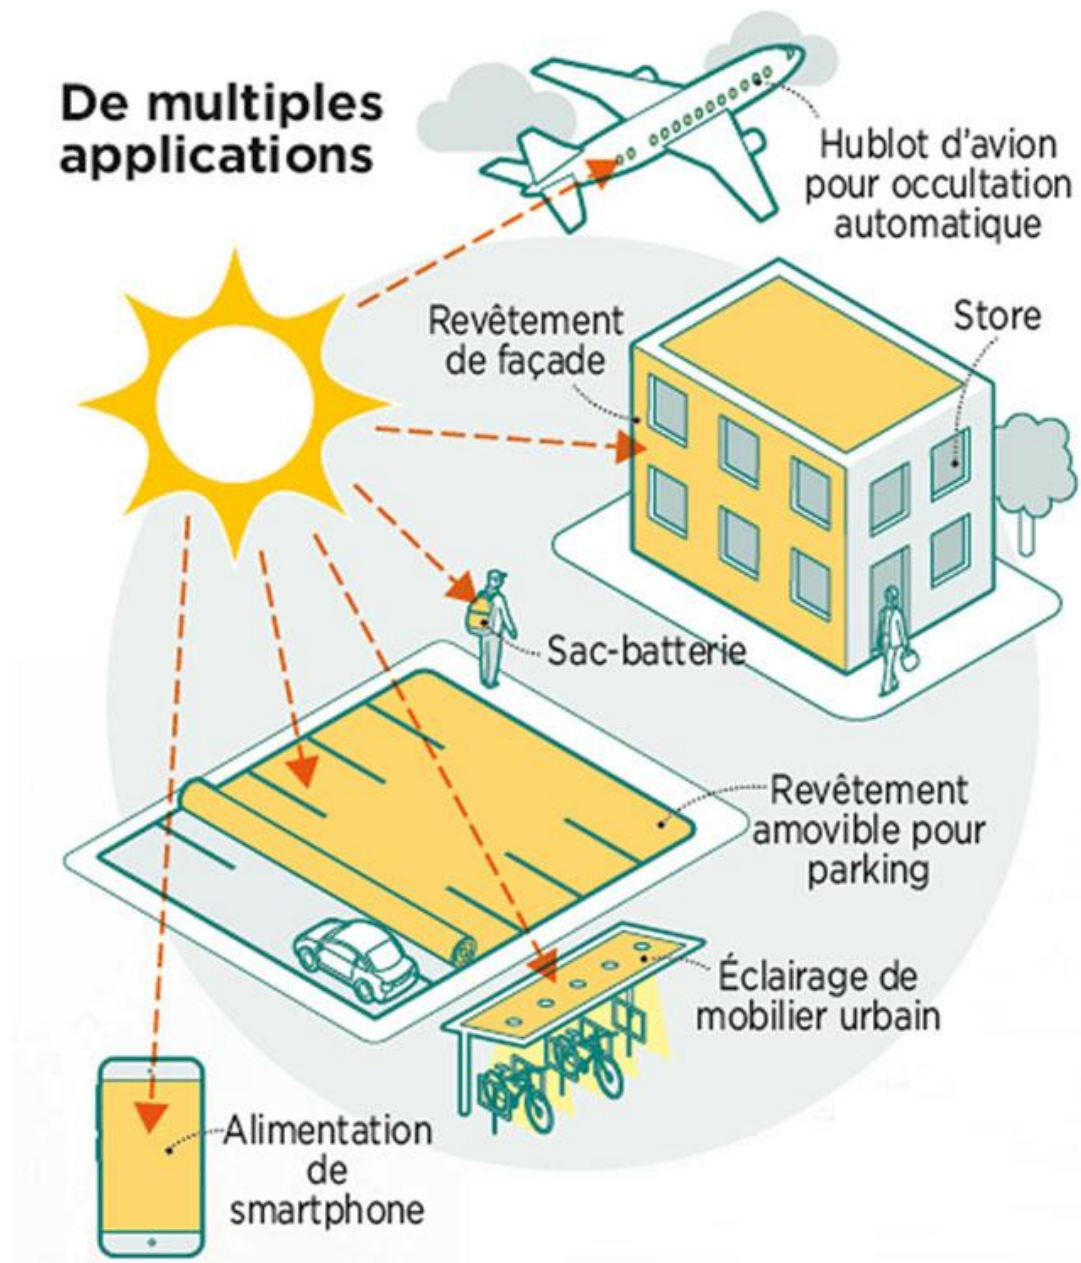 De multiples
applications
Hublot d'avion
pour occultation
automatique
Revêtement
de façade
Store
Sac-batterie
Revêtement
amovible pour
parking
Éclairage de
mobilier urbain
Alimentation
de
smartphone